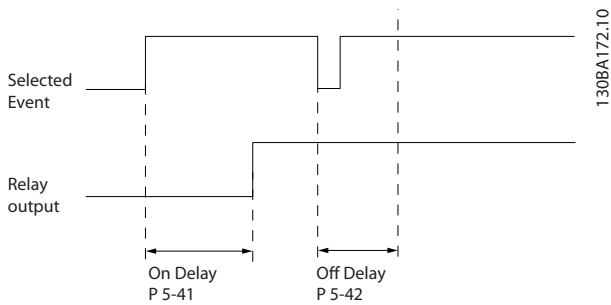 Selected
Event
Relay
output
On Delay
P 5-41
Off Delay
P 5-42
130BA172.10